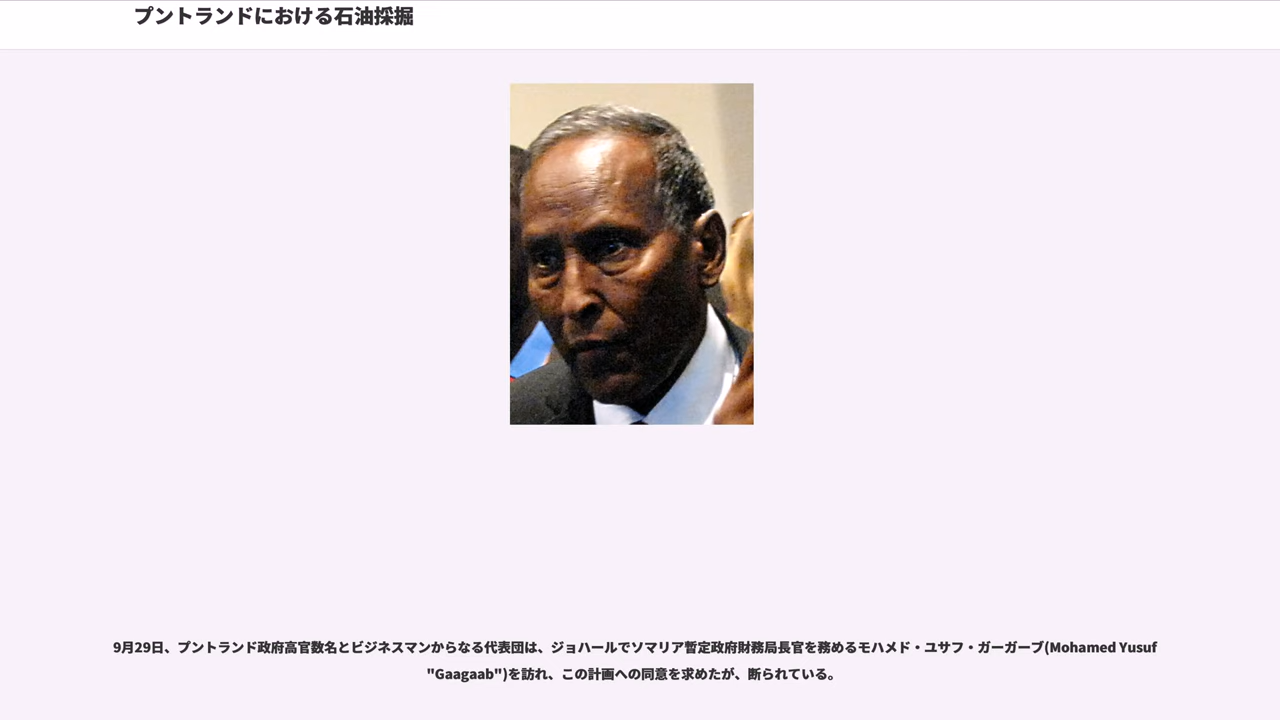 プントランドにおける石油採掘
9月29日、プントランド政府高官数名とビジネスマンからなる代表団は、ジョハールでソマリア暫定政府財務局長官を務めるモハメド・ユサフ・ガーガーブ(Mohamed Yusuf
"Gaagaab")を訪れ、この計画への同意を求めたが、断られている。